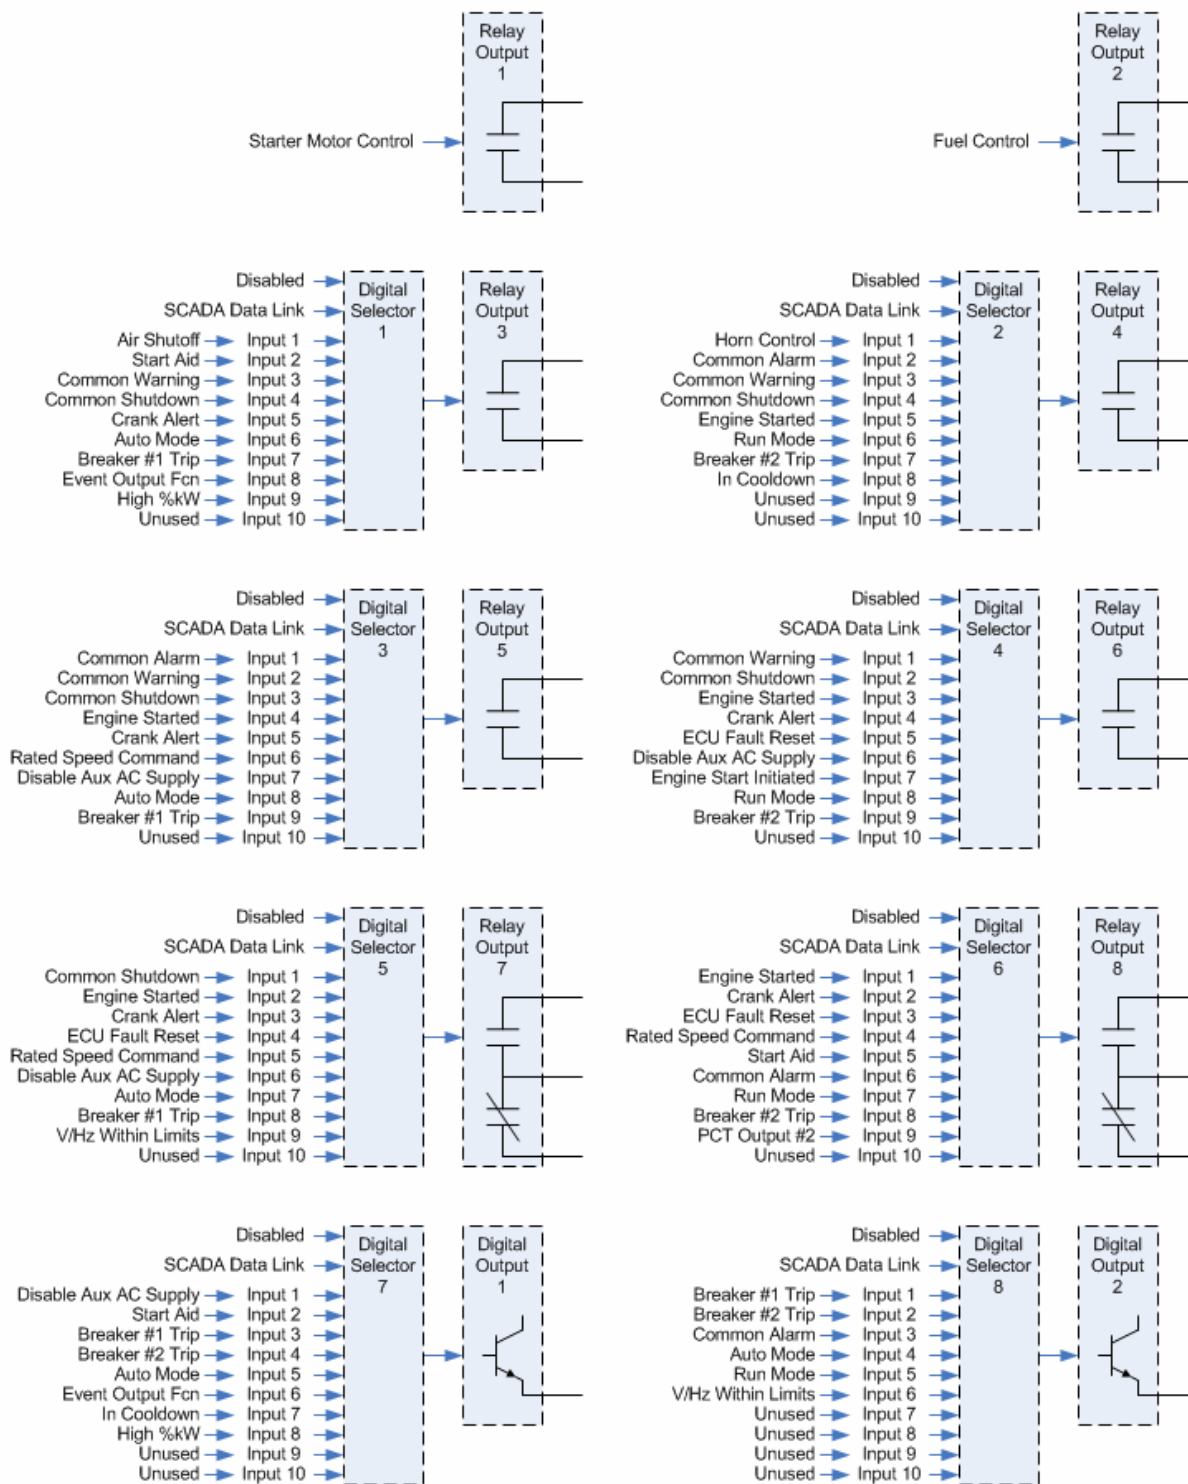 Relay
Output
1
Starter Motor Control
Relay
Output
2
Fuel Control
Disabled
SCADA Data Link
Air Shutoff Input 1
Start Aid Input 2
Common Warning Input 3
Common Shutdown Input 4
Crank Alert Input 5
Auto Mode Input 6
Breaker #1 Trip Input 7
Event Output Fcn Input 8
High %kW Input 9
Unused Input 10
Digital
Selector
1
Relay
Output
3
Disabled
SCADA Data Link
Horn Control Input 1
Common Alarm Input 2
Common Warning Input 3
Common Shutdown Input 4
Engine Started Input 5
Run Mode Input 6
Breaker #2 Trip Input 7
In Cooldown Input 8
Unused Input 9
Unused Input 10
Digital
Selector
2
Relay
Output
4
Disabled
SCADA Data Link
Common Alarm Input 1
Common Warning Input 2
Common Shutdown Input 3
Engine Started Input 4
Crank Alert Input 5
Rated Speed Command Input 6
Disable Aux AC Supply Input 7
Auto Mode Input 8
Breaker #1 Trip Input 9
Unused Input 10
Digital
Selector
3
Relay
Output
5
Disabled
SCADA Data Link
Common Warning Input 1
Common Shutdown Input 2
Engine Started Input 3
Crank Alert Input 4
ECU Fault Reset Input 5
Disable Aux AC Supply Input 6
Engine Start Initiated Input 7
Run Mode Input 8
Breaker #2 Trip Input 9
Unused Input 10
Digital
Selector
4
Relay
Output
6
Disabled
SCADA Data Link
Common Shutdown Input 1
Engine Started Input 2
Crank Alert Input 3
ECU Fault Reset Input 4
Rated Speed Command Input 5
Disable Aux AC Supply Input 6
Auto Mode Input 7
Breaker #1 Trip Input 8
V/Hz Within Limits Input 9
Unused Input 10
Digital
Selector
5
Relay
Output
7
Disabled
SCADA Data Link
Engine Started Input 1
Crank Alert Input 2
ECU Fault Reset Input 3
Rated Speed Command Input 4
Start Aid Input 5
Common Alarm Input 6
Run Mode Input 7
Breaker #2 Trip Input 8
PCT Output #2 Input 9
Unused Input 10
Digital
Selector
6
Relay
Output
8
Disabled
SCADA Data Link
Disable Aux AC Supply Input 1
Start Aid Input 2
Breaker #1 Trip Input 3
Breaker #2 Trip Input 4
Auto Mode Input 5
Event Output Fcn Input 6
In Cooldown Input 7
High %kW Input 8
Unused Input 9
Unused Input 10
Digital
Selector
7
Digital
Output
1
Disabled
SCADA Data Link
Breaker #1 Trip Input 1
Breaker #2 Trip Input 2
Common Alarm Input 3
Auto Mode Input 4
Run Mode Input 5
V/Hz Within Limits Input 6
Unused Input 7
Unused Input 8
Unused Input 9
Unused Input 10
Digital
Selector
8
Digital
Output
2